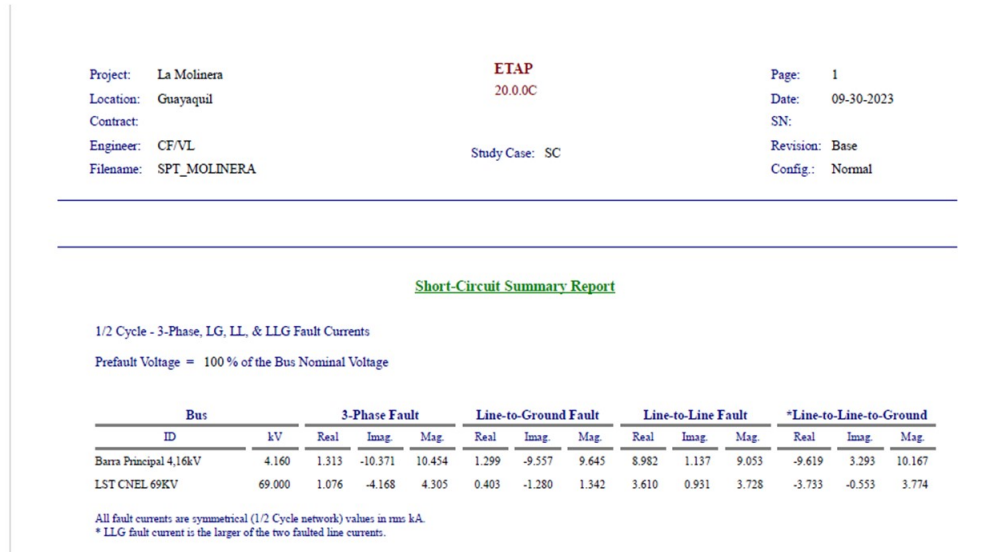 Project: La Molinera ETAP Page: 1
Location: Guayaquil 20.0.0C Date: 09-30-2023
Contract: SN:
Engineer: CF/VL Study Case: SC Revision: Base
Filename: SPT_MOLINERA Config.: Normal
Short-Circuit Summary Report
1/2 Cycle - 3-Phase, LG, LL, & LLG Fault Currents
Prefault Voltage = 100 % of the Bus Nominal Voltage
Bus 3-Phase Fault Line-to-Ground Fault Line-to-Line Fault *Line-to-Line-to-Ground
ID kV Real Imag. Mag. Real Imag. Mag. Real Imag. Mag. Real Imag. Mag.
Barra Principal 4,16kV 4.160 1.313 -10.371 10.454 1.299 -9.557 9.645 8.982 1.137 9.053 -9.619 3.293 10.167
LST CNEL 69KV 69.000 1.076 -4.168 4.305 0.403 -1.280 1.342 3.610 0.931 3.728 -3.733 -0.553 3.774
All fault currents are symmetrical (1/2 Cycle network) values in rms kA.
* LLG fault current is the larger of the two faulted line currents.